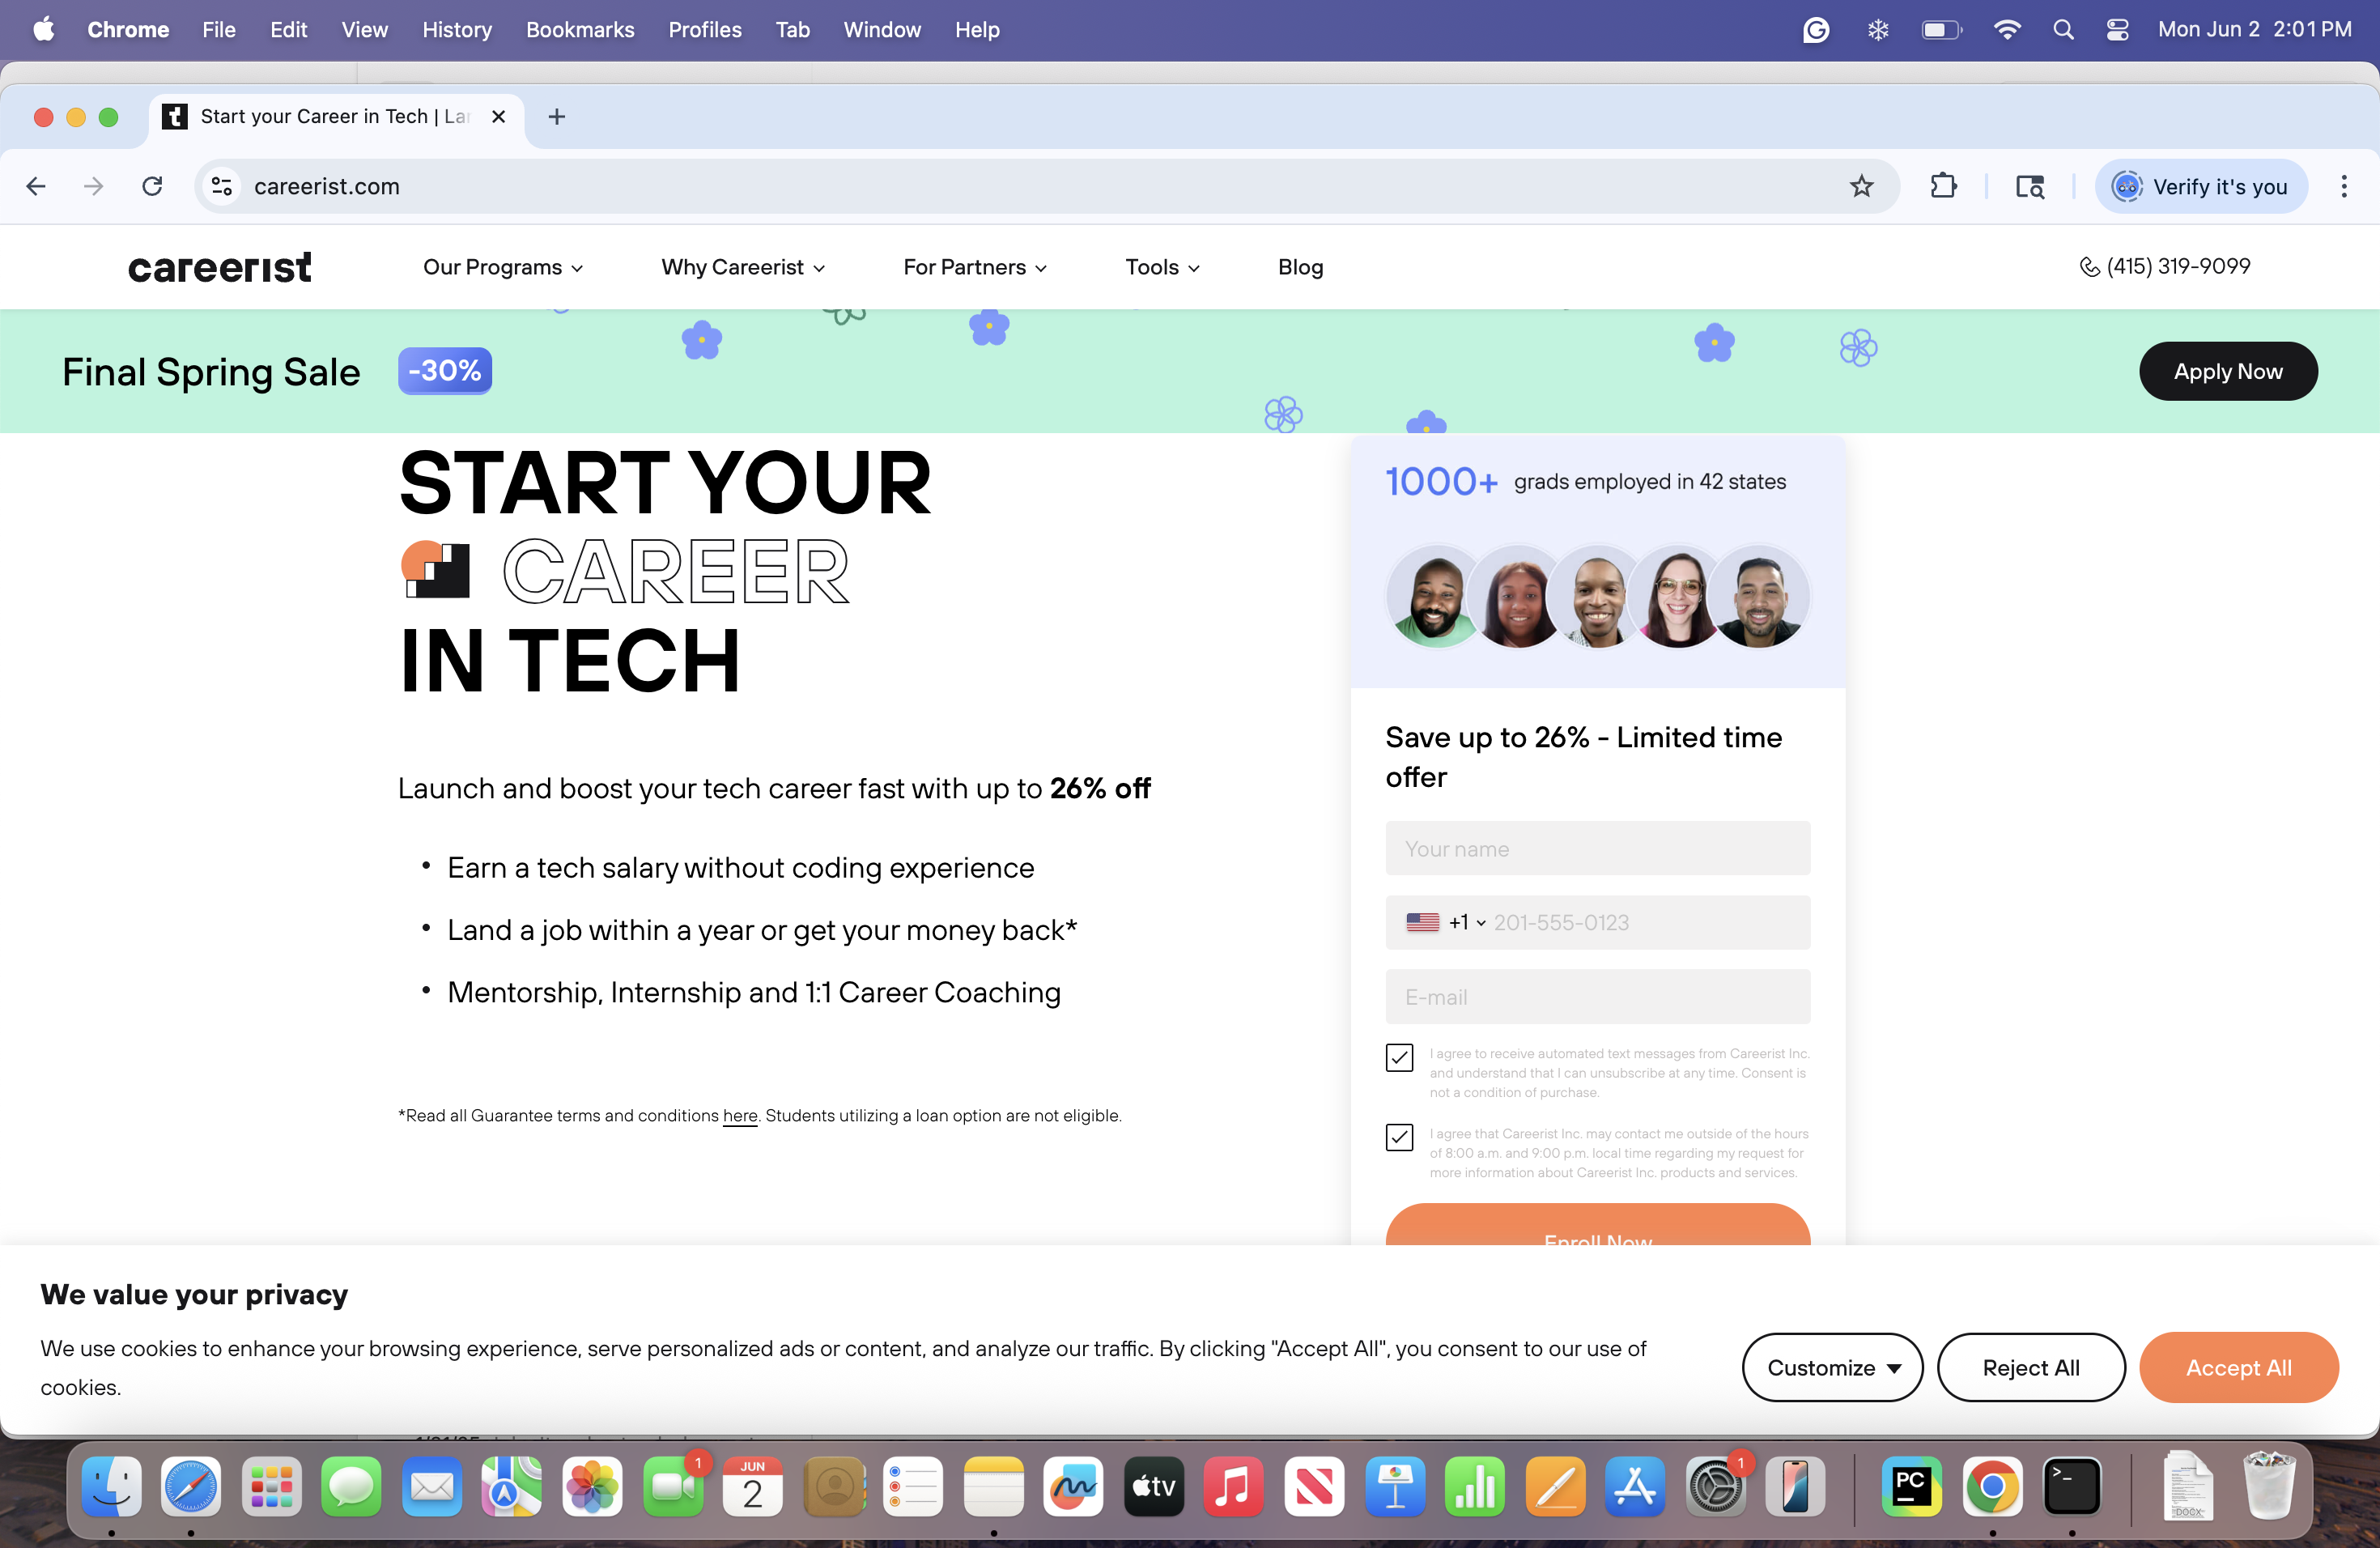 Chrome File Edit View History Bookmarks Profiles Tab Window Help Mon Jun 2 2:01 PM
Start your Career in Tech | La
careerist.com Verify it's you
careerist Our Programs Why Careerist For Partners Tools Blog (415) 319-9099
Final Spring Sale -30% Apply Now
START YOUR
CAREER
IN TECH
Launch and boost your tech career fast with up to 26% off
• Earn a tech salary without coding experience
• Land a job within a year or get your money back*
• Mentorship, Internship and 1:1 Career Coaching
*Read all Guarantee terms and conditions here. Students utilizing a loan option are not eligible.
1000+ grads employed in 42 states
Save up to 26% - Limited time
offer
Your name
+1 201-555-0123
E-mail
I agree to receive automated text messages from Careerist Inc.
and understand that I can unsubscribe at any time. Consent is
not a condition of purchase.
I agree that Careerist Inc. may contact me outside of the hours
of 8:00 a.m. and 9:00 p.m. local time regarding my request for
more information about Careerist Inc. products and services.
Enroll Now
We value your privacy
We use cookies to enhance your browsing experience, serve personalized ads or content, and analyze our traffic. By clicking "Accept All", you consent to our use of
cookies.
Customize Reject All Accept All
1
JUN
2
tv
1
PC
>_
DOCX